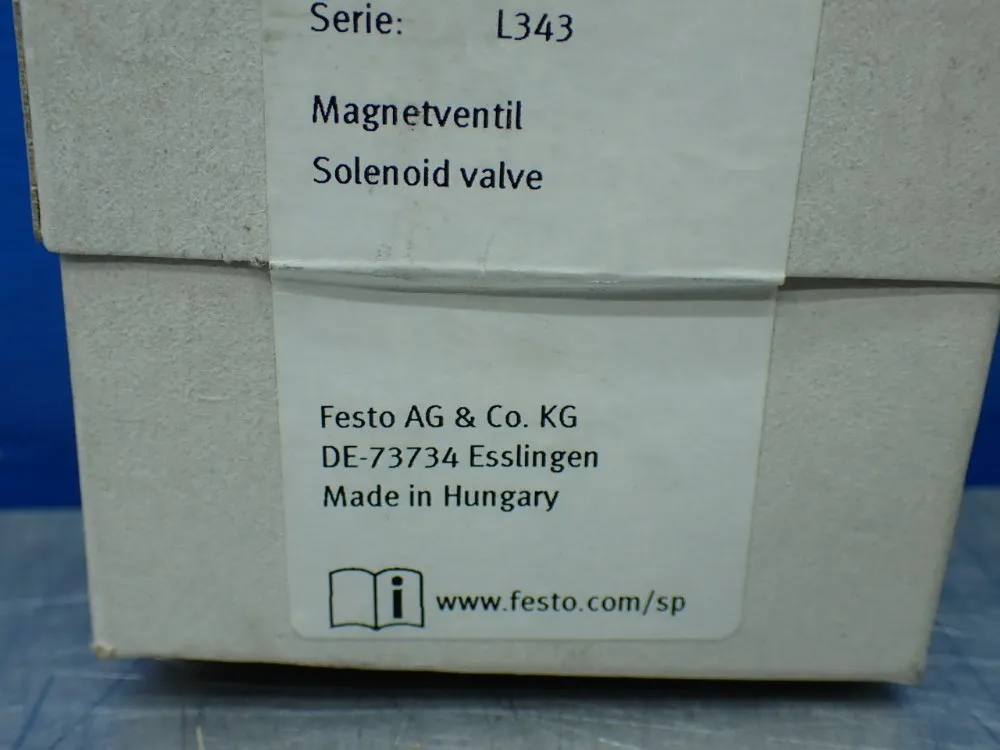 Serie: L343
Magnetventil
Solenoid valve
Festo AG & Co. KG
DE-73734 Esslingen
Made in Hungary
i www.festo.com/sp